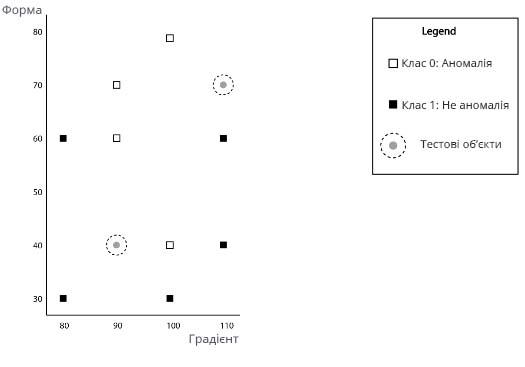 Форма
80
70
60
50
40
30
80 90 100 110
Градієнт
Legend
Клас 0: Аномалія
Клас 1: Не аномалія
Тестові об’єкти